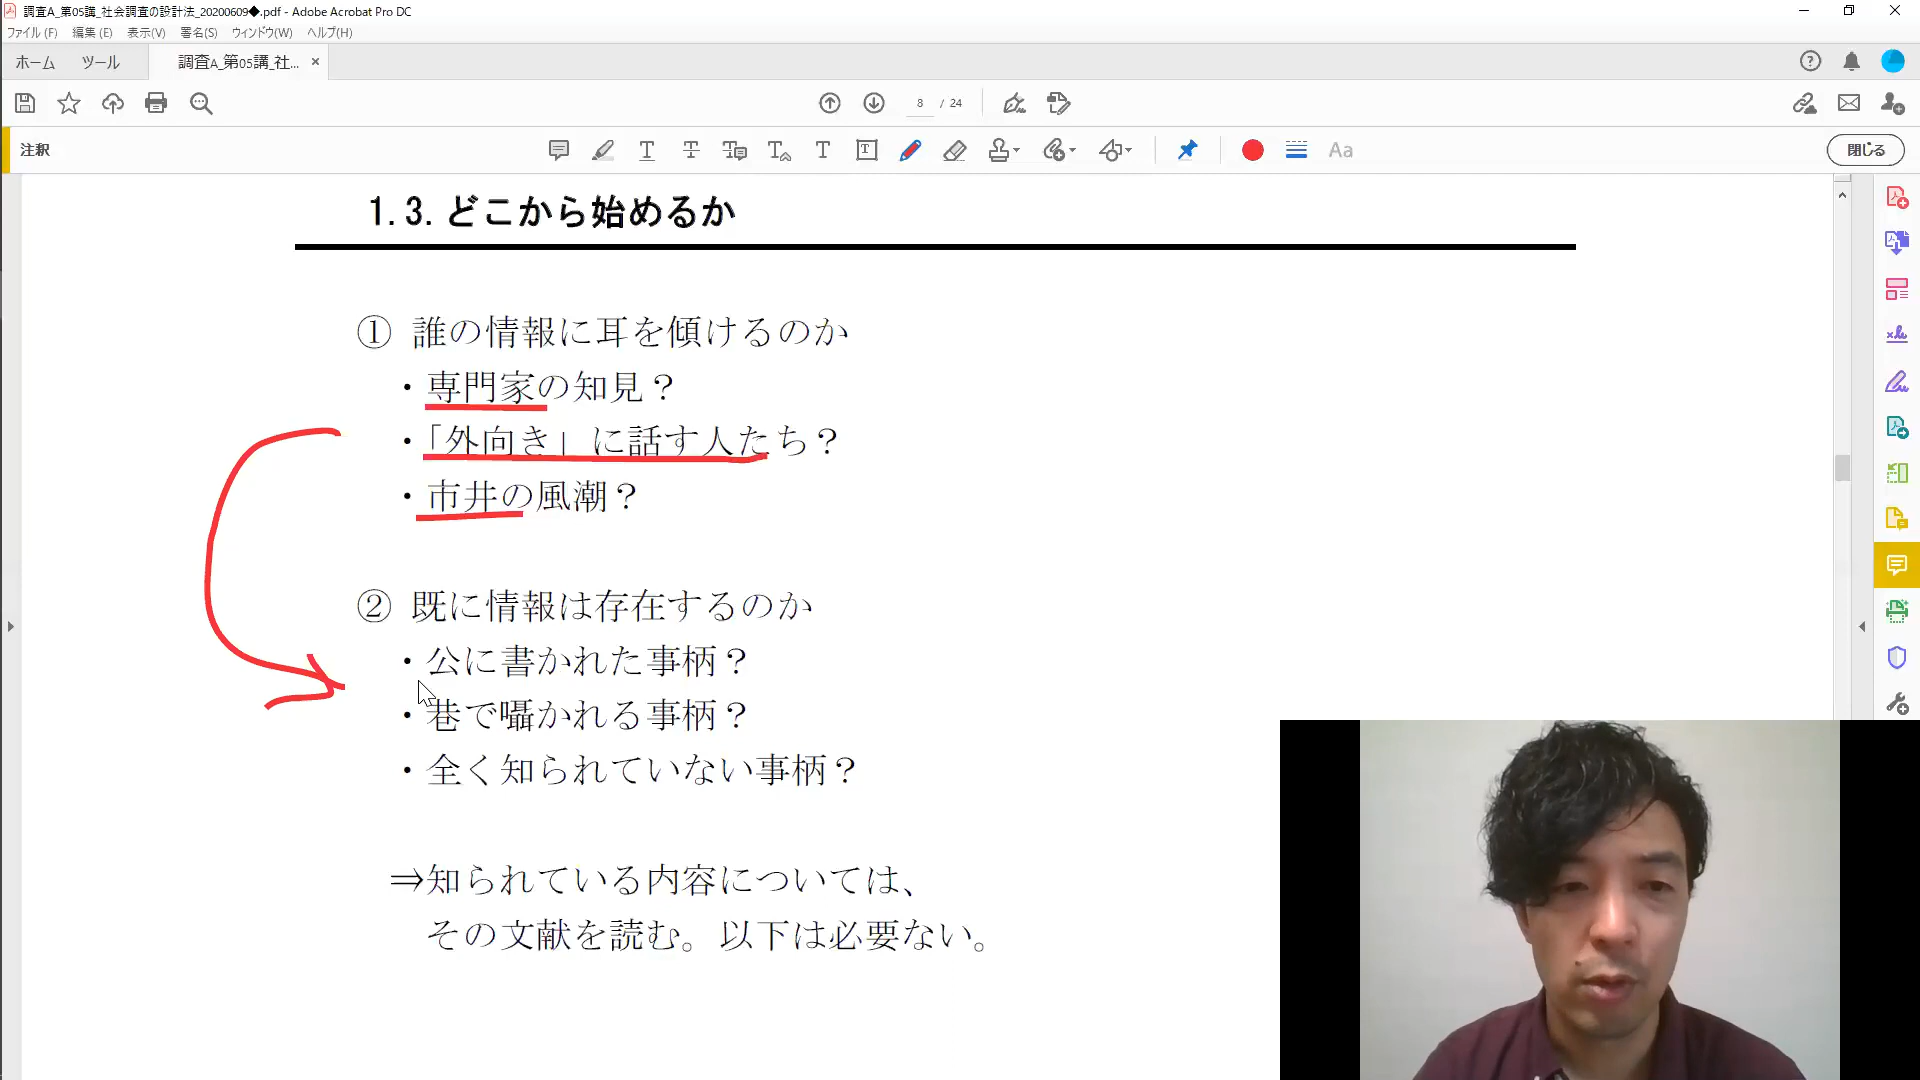 調査A_第05講_社会調査の設計法_20200609◆.pdf - Adobe Acrobat Pro DC
ファイル (F) 編集 (E) 表示(V) 署名(S) ウィンドウ(W) ヘルプ(H)
ホーム ツール 調査A_第05講_社... ×
8 / 24
注釈 Aa 閉じる
1.3.どこから始めるか
① 誰の情報に耳を傾けるのか
・専門家の知見？
・「外向き」に話す人たち？
・市井の風潮？
② 既に情報は存在するのか
・公に書かれた事柄？
・巷で囁かれる事柄？
・全く知られていない事柄？
⇒知られている内容については、
その文献を読む。以下は必要ない。